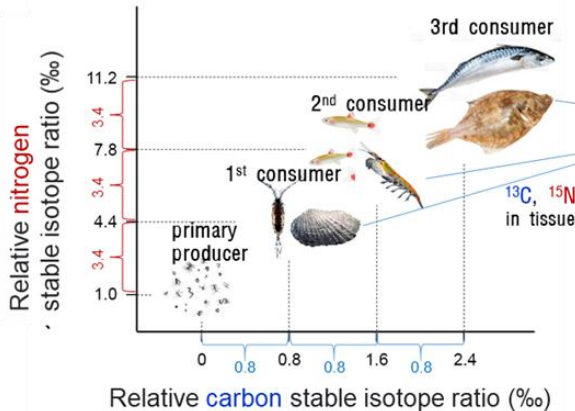 3rd consumer
11.2
2nd consumer
3.4
7.8
1st consumer
3.4
13C, 15N
in tissue
4.4
primary
producer
3.4
1.0
0
0.8
1.6
2.4
0.8
0.8
0.8
Relative nitrogen
stable isotope ratio (‰)
Relative carbon stable isotope ratio (‰)